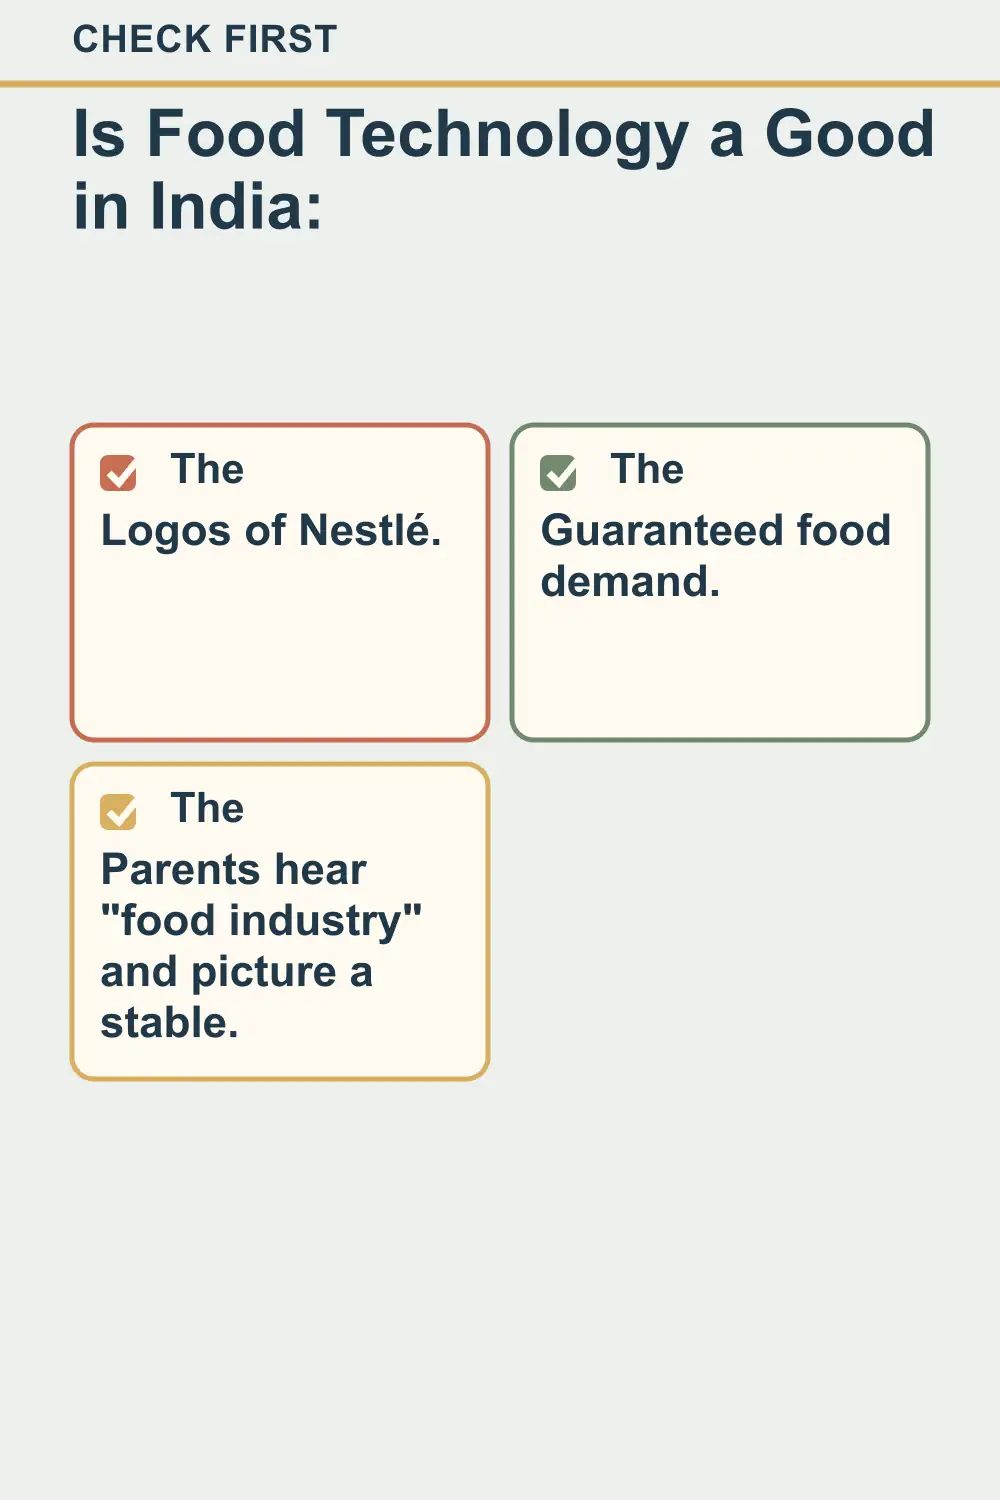 CHECK FIRST
Is Food Technology a Good
in India:
The
Logos of Nestlé.
The
Guaranteed food
demand.
The
Parents hear
"food industry"
and picture a
stable.